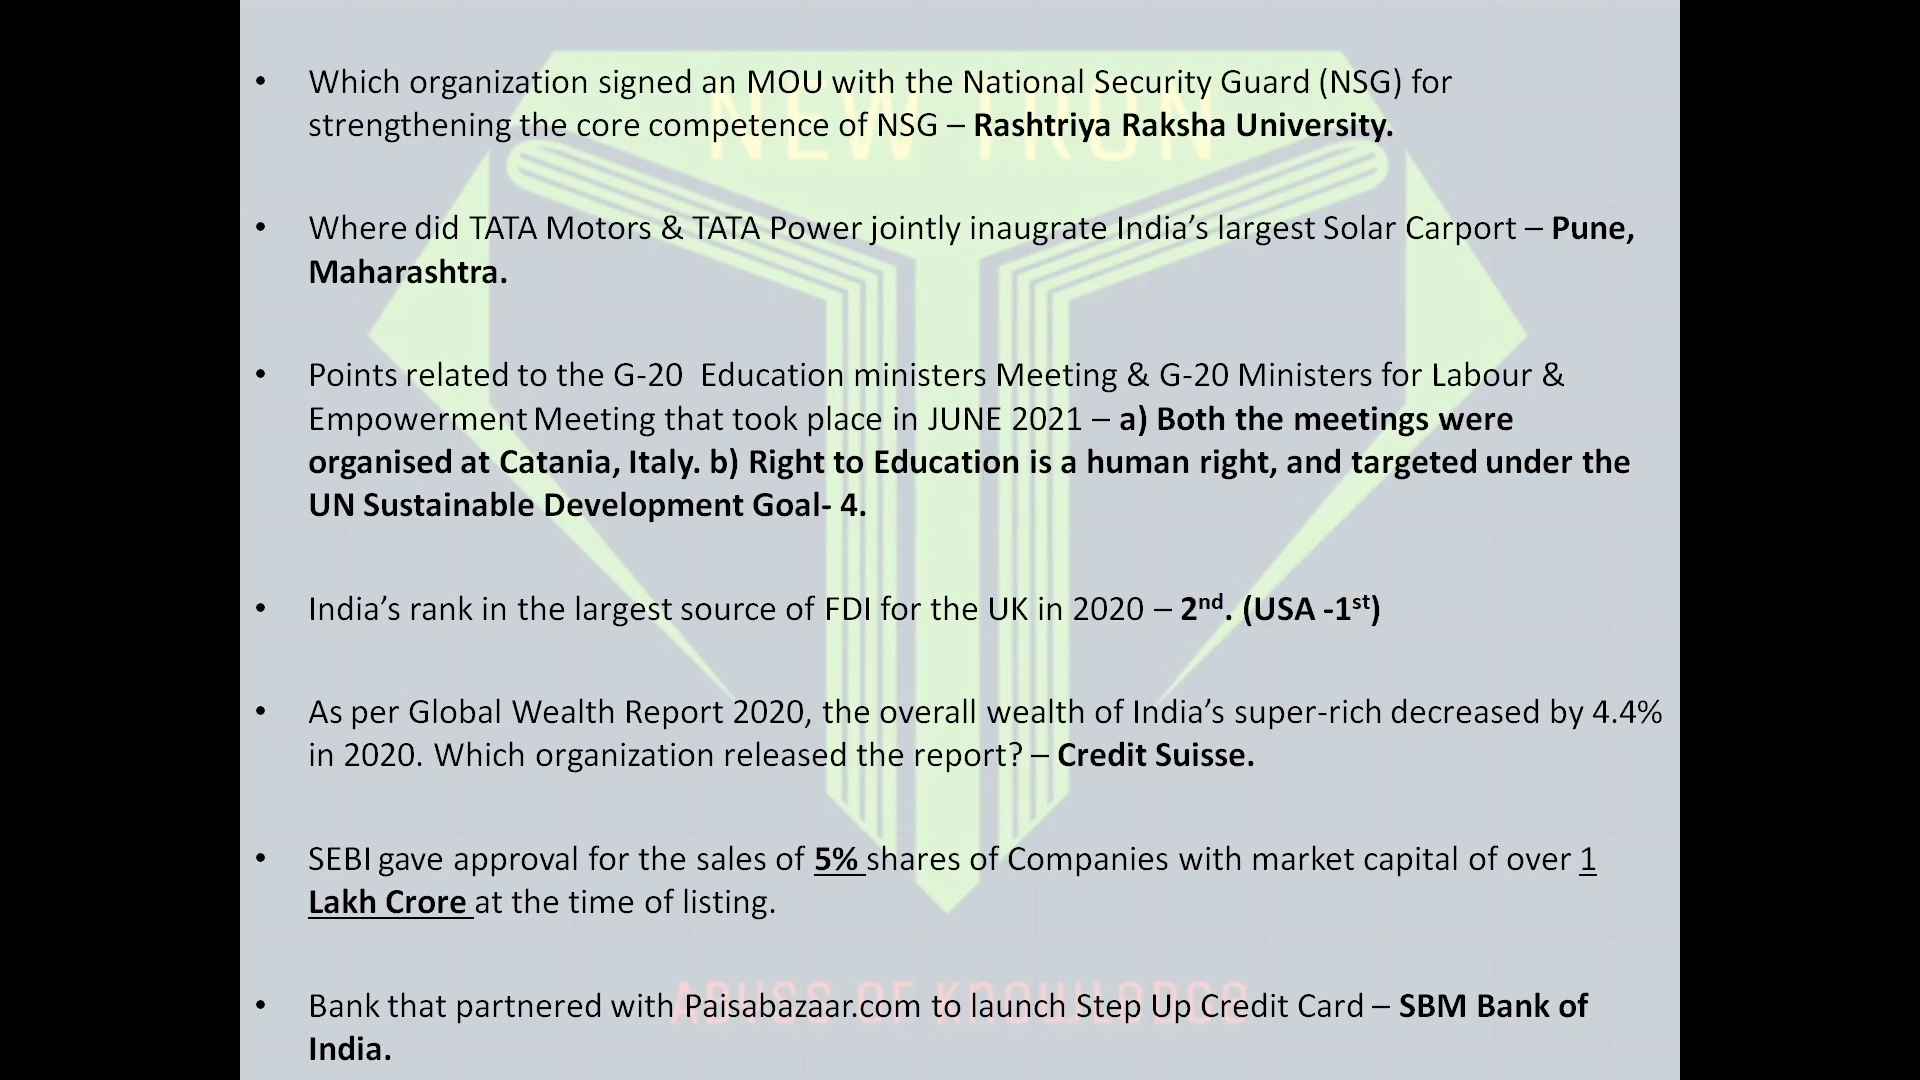 NEW TRON
• Which organization signed an MOU with the National Security Guard (NSG) for
strengthening the core competence of NSG – Rashtriya Raksha University.
• Where did TATA Motors & TATA Power jointly inaugrate India’s largest Solar Carport – Pune,
Maharashtra.
• Points related to the G-20  Education ministers Meeting & G-20 Ministers for Labour &
Empowerment Meeting that took place in JUNE 2021 – a) Both the meetings were
organised at Catania, Italy. b) Right to Education is a human right, and targeted under the
UN Sustainable Development Goal- 4.
• India’s rank in the largest source of FDI for the UK in 2020 – 2nd. (USA -1st)
• As per Global Wealth Report 2020, the overall wealth of India’s super-rich decreased by 4.4%
in 2020. Which organization released the report? – Credit Suisse.
• SEBI gave approval for the sales of 5% shares of Companies with market capital of over 1
Lakh Crore at the time of listing.
ABYSS OF KNOWLEDGE
• Bank that partnered with Paisabazaar.com to launch Step Up Credit Card – SBM Bank of
India.